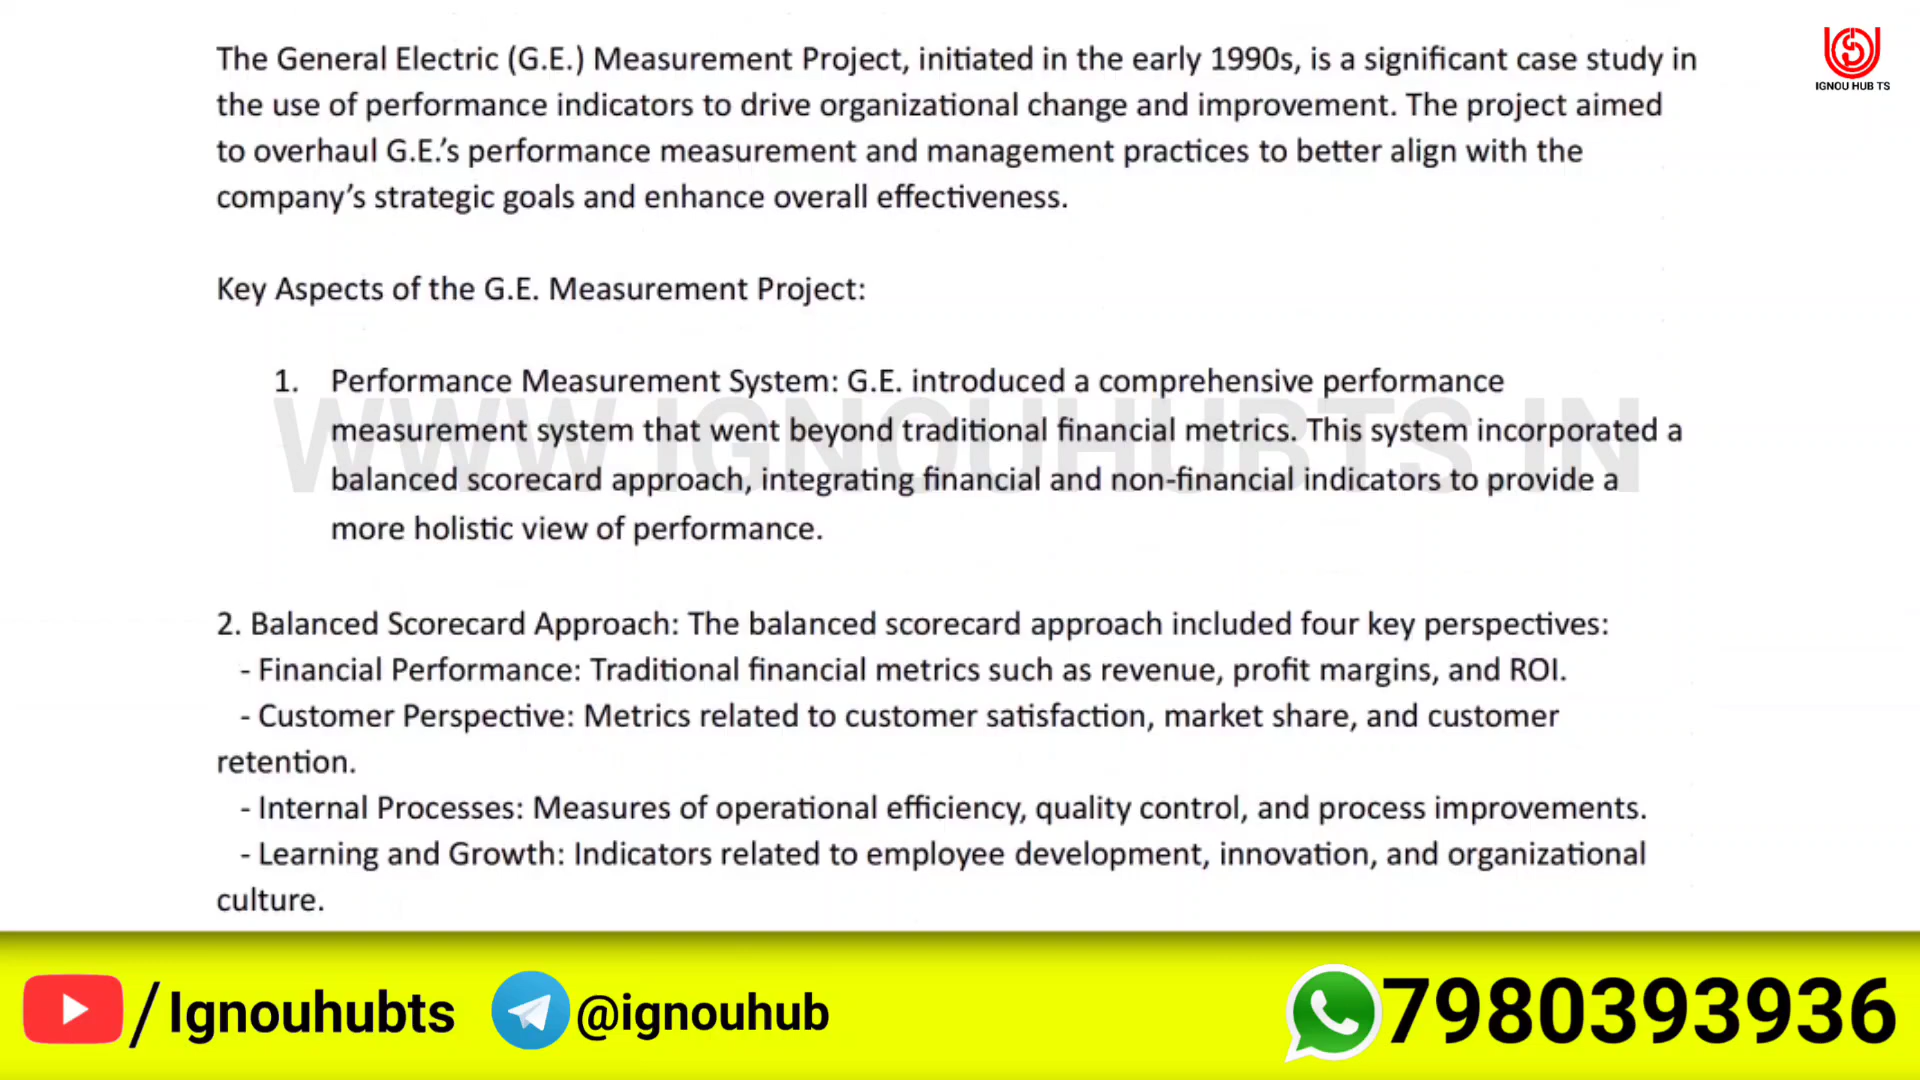 The General Electric (G.E.) Measurement Project, initiated in the early 1990s, is a significant case study in
the use of performance indicators to drive organizational change and improvement. The project aimed
to overhaul G.E.’s performance measurement and management practices to better align with the
company’s strategic goals and enhance overall effectiveness.
IGNOU HUB TS
Key Aspects of the G.E. Measurement Project:
1. Performance Measurement System: G.E. introduced a comprehensive performance
measurement system that went beyond traditional financial metrics. This system incorporated a
balanced scorecard approach, integrating financial and non-financial indicators to provide a
more holistic view of performance.
WWW IGNOUHUBTS IN
2. Balanced Scorecard Approach: The balanced scorecard approach included four key perspectives:
- Financial Performance: Traditional financial metrics such as revenue, profit margins, and ROI.
- Customer Perspective: Metrics related to customer satisfaction, market share, and customer
retention.
- Internal Processes: Measures of operational efficiency, quality control, and process improvements.
- Learning and Growth: Indicators related to employee development, innovation, and organizational
culture.
/Ignouhubts @ignouhub 7980393936